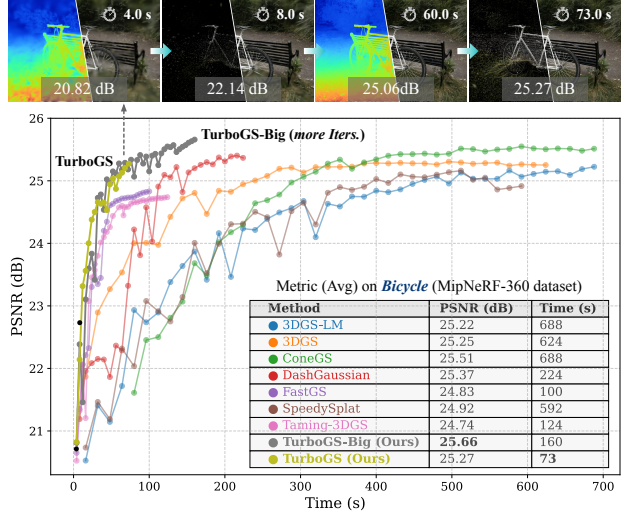 4.0 s 8.0 s 60.0 s 73.0 s
20.82 dB 22.14 dB 25.06dB 25.27 dB
TurboGS-Big (more Iters.)
TurboGS
26
25
24
23
22
21
PSNR (dB)
Metric (Avg) on Bicycle (MipNeRF-360 dataset)
Method PSNR (dB) Time (s)
3DGS-LM 25.22 688
3DGS 25.25 624
ConeGS 25.51 688
DashGaussian 25.37 224
FastGS 24.83 100
SpeedySplat 24.92 592
Taming-3DGS 24.74 124
TurboGS-Big (Ours) 25.66 160
TurboGS (Ours) 25.27 73
0 100 200 300 400 500 600 700
Time (s)